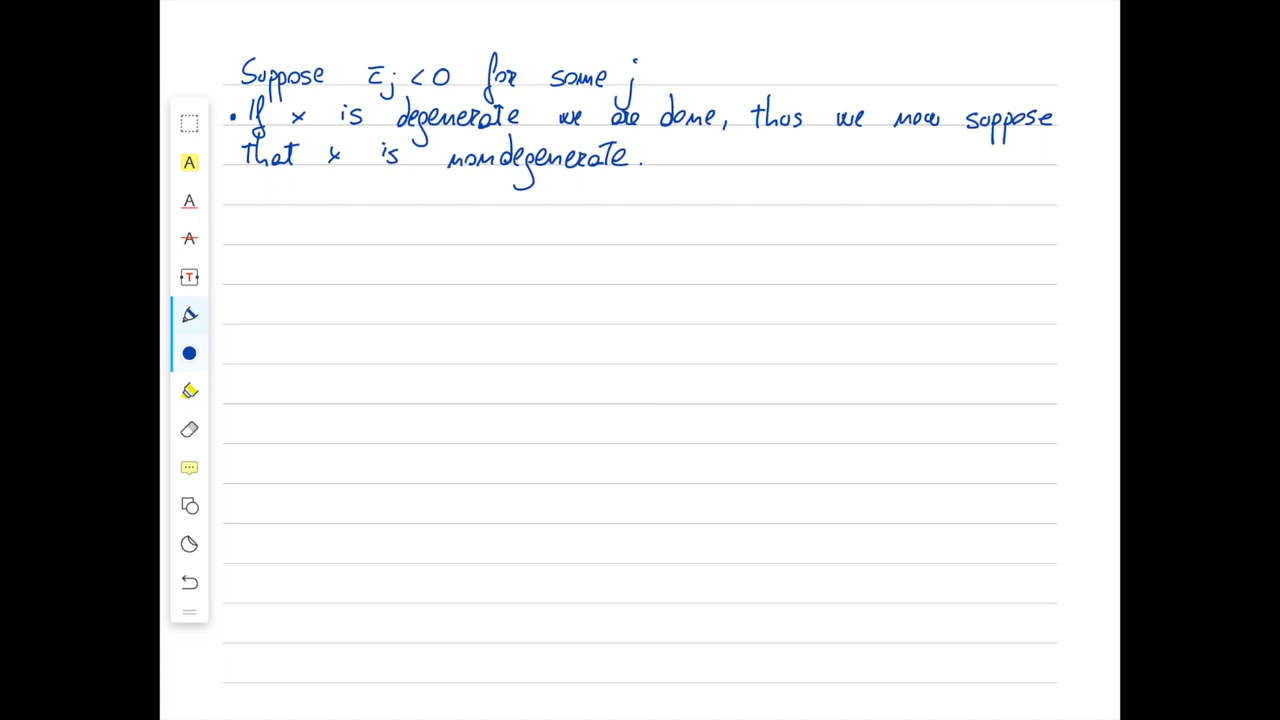 Suppose c̄j < 0 for some j
• If x is degenerate we are done, thus we now suppose
that x is nondegenerate.